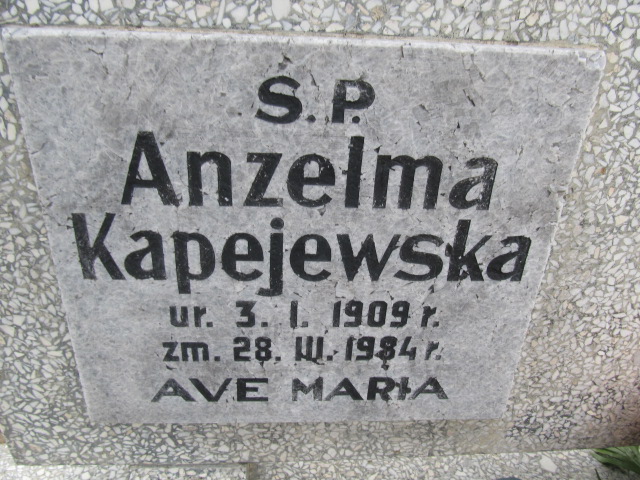 S.P.
Anzelma
Kapejewska
ur. 3. I. 1909 r.
zm. 28. III. 1984 r.
AVE MARIA